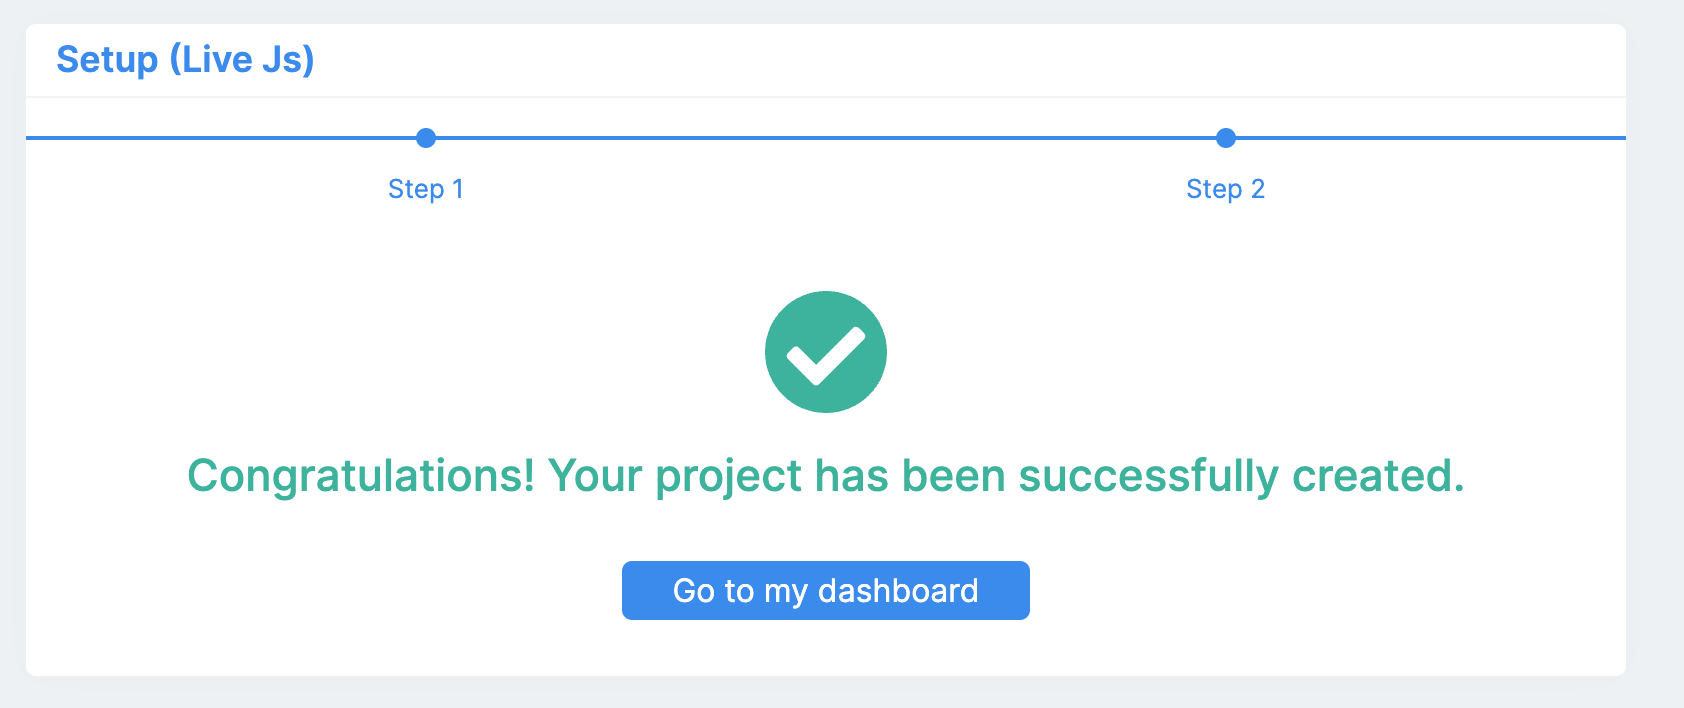 Setup (Live Js)
Step 1
Step 2
Congratulations! Your project has been successfully created.
Go to my dashboard